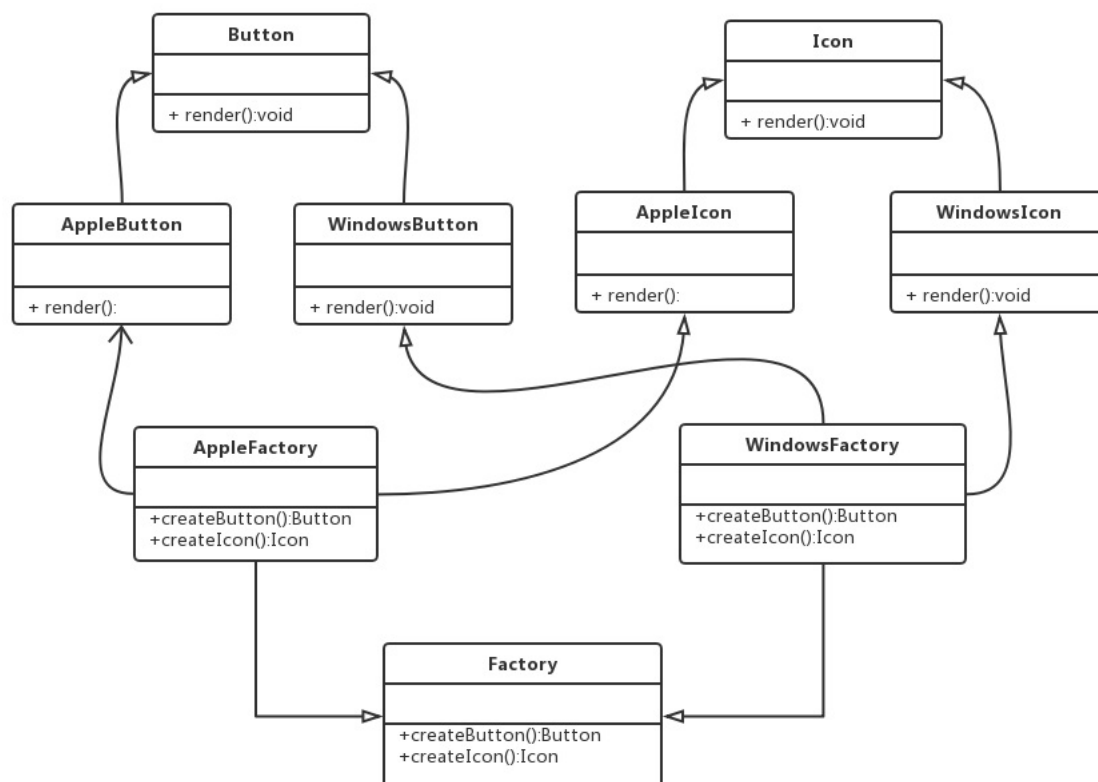 Button
+ render():void
Icon
+ render():void
AppleButton
+ render():
WindowsButton
+ render():void
AppleIcon
+ render():
WindowsIcon
+ render():void
AppleFactory
+createButton():Button
+createIcon():Icon
WindowsFactory
+createButton():Button
+createIcon():Icon
Factory
+createButton():Button
+createIcon():Icon